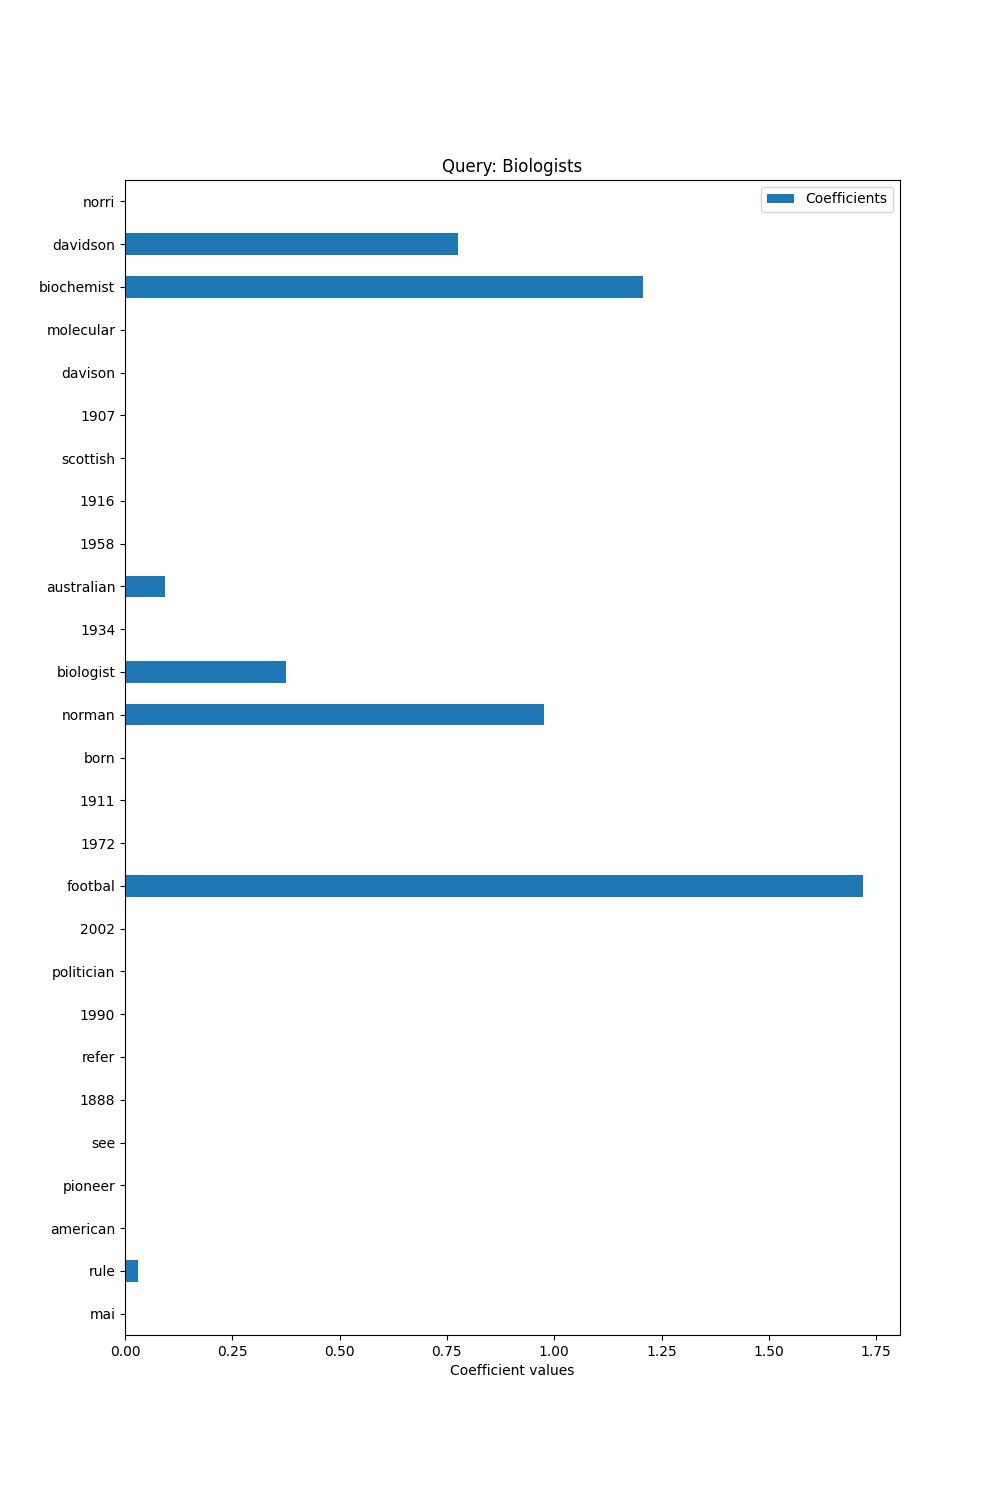 Query: Biologists
Coefficients
norri
davidson
biochemist
molecular
davison
1907
scottish
1916
1958
australian
1934
biologist
norman
born
1911
1972
footbal
2002
politician
1990
refer
1888
see
pioneer
american
rule
mai
0.00 0.25 0.50 0.75 1.00 1.25 1.50 1.75
Coefficient values